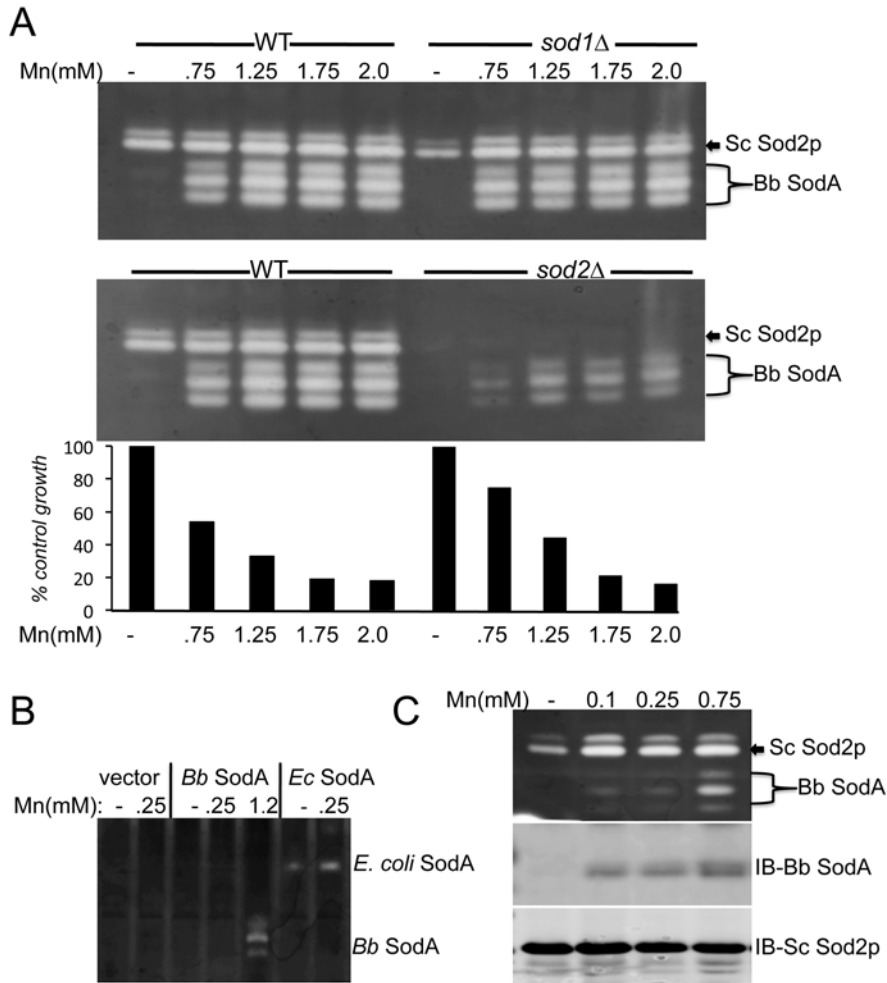 A
WT sod1Δ
Mn(mM) - .75 1.25 1.75 2.0 - .75 1.25 1.75 2.0
Sc Sod2p
Bb SodA
WT sod2Δ
Sc Sod2p
Bb SodA
% control growth
100
80
60
40
20
0
Mn(mM) - .75 1.25 1.75 2.0 - .75 1.25 1.75 2.0
B
vector Bb SodA Ec SodA
Mn(mM): - .25 - .25 1.2 - .25
E. coli SodA
Bb SodA
C
Mn(mM) - 0.1 0.25 0.75
Sc Sod2p
Bb SodA
IB-Bb SodA
IB-Sc Sod2p